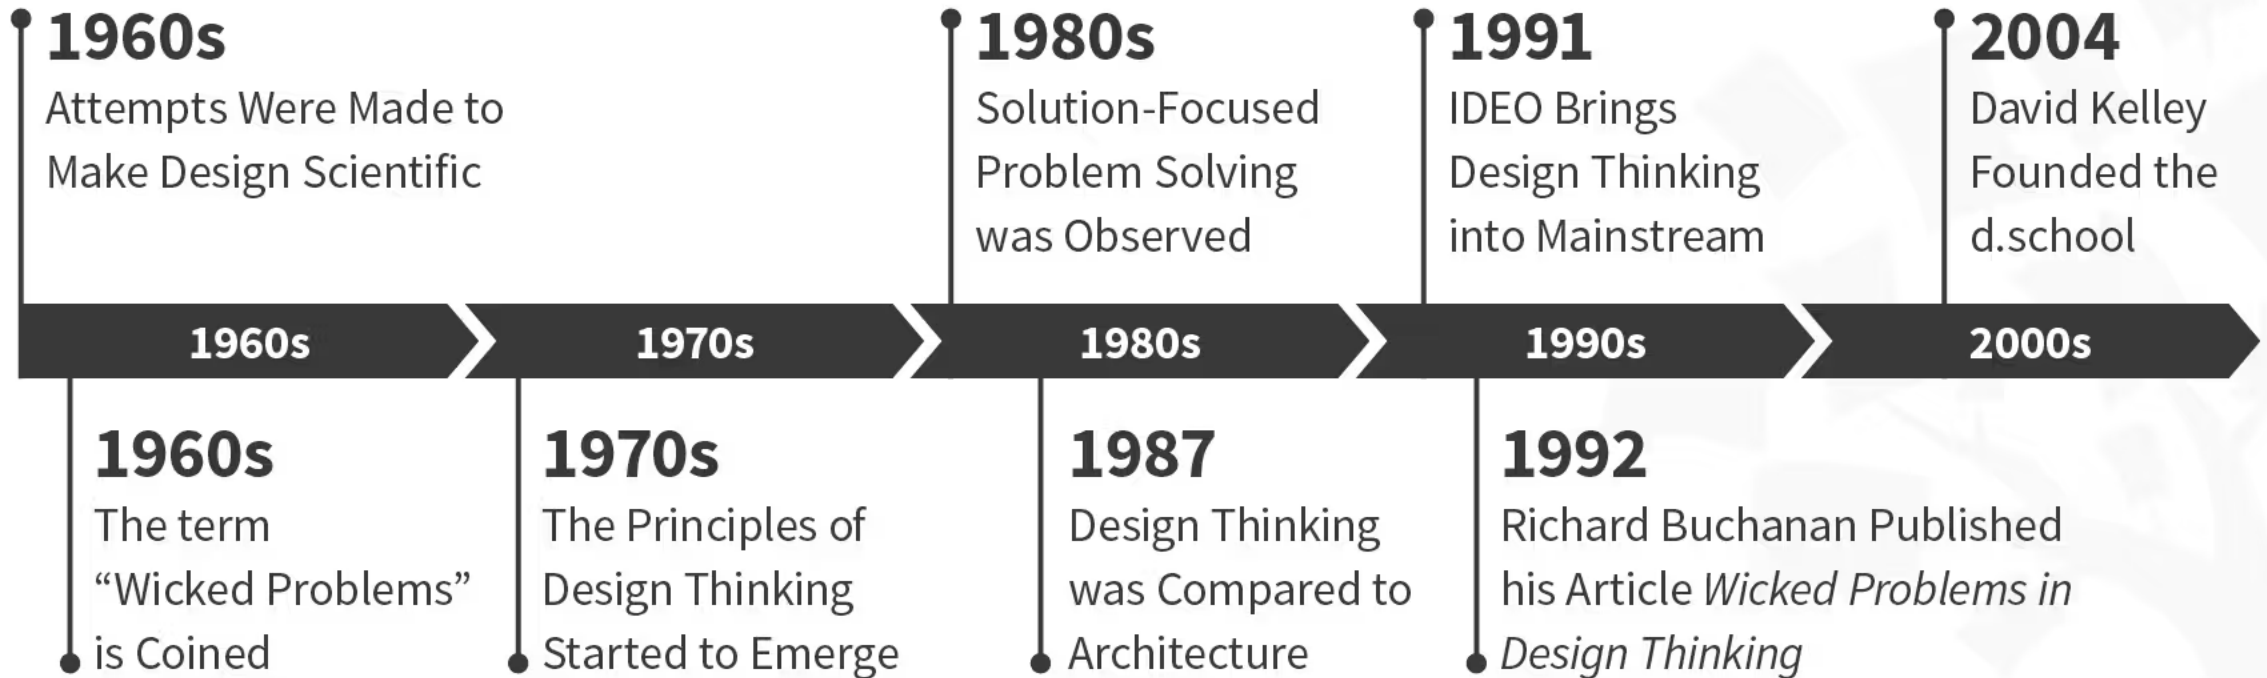 1960s
Attempts Were Made to
Make Design Scientific
1980s
Solution-Focused
Problem Solving
was Observed
1991
IDEO Brings
Design Thinking
into Mainstream
2004
David Kelley
Founded the
d.school
1960s
1970s
1980s
1990s
2000s
1960s
The term
“Wicked Problems”
is Coined
1970s
The Principles of
Design Thinking
Started to Emerge
1987
Design Thinking
was Compared to
Architecture
1992
Richard Buchanan Published
his Article Wicked Problems in
Design Thinking